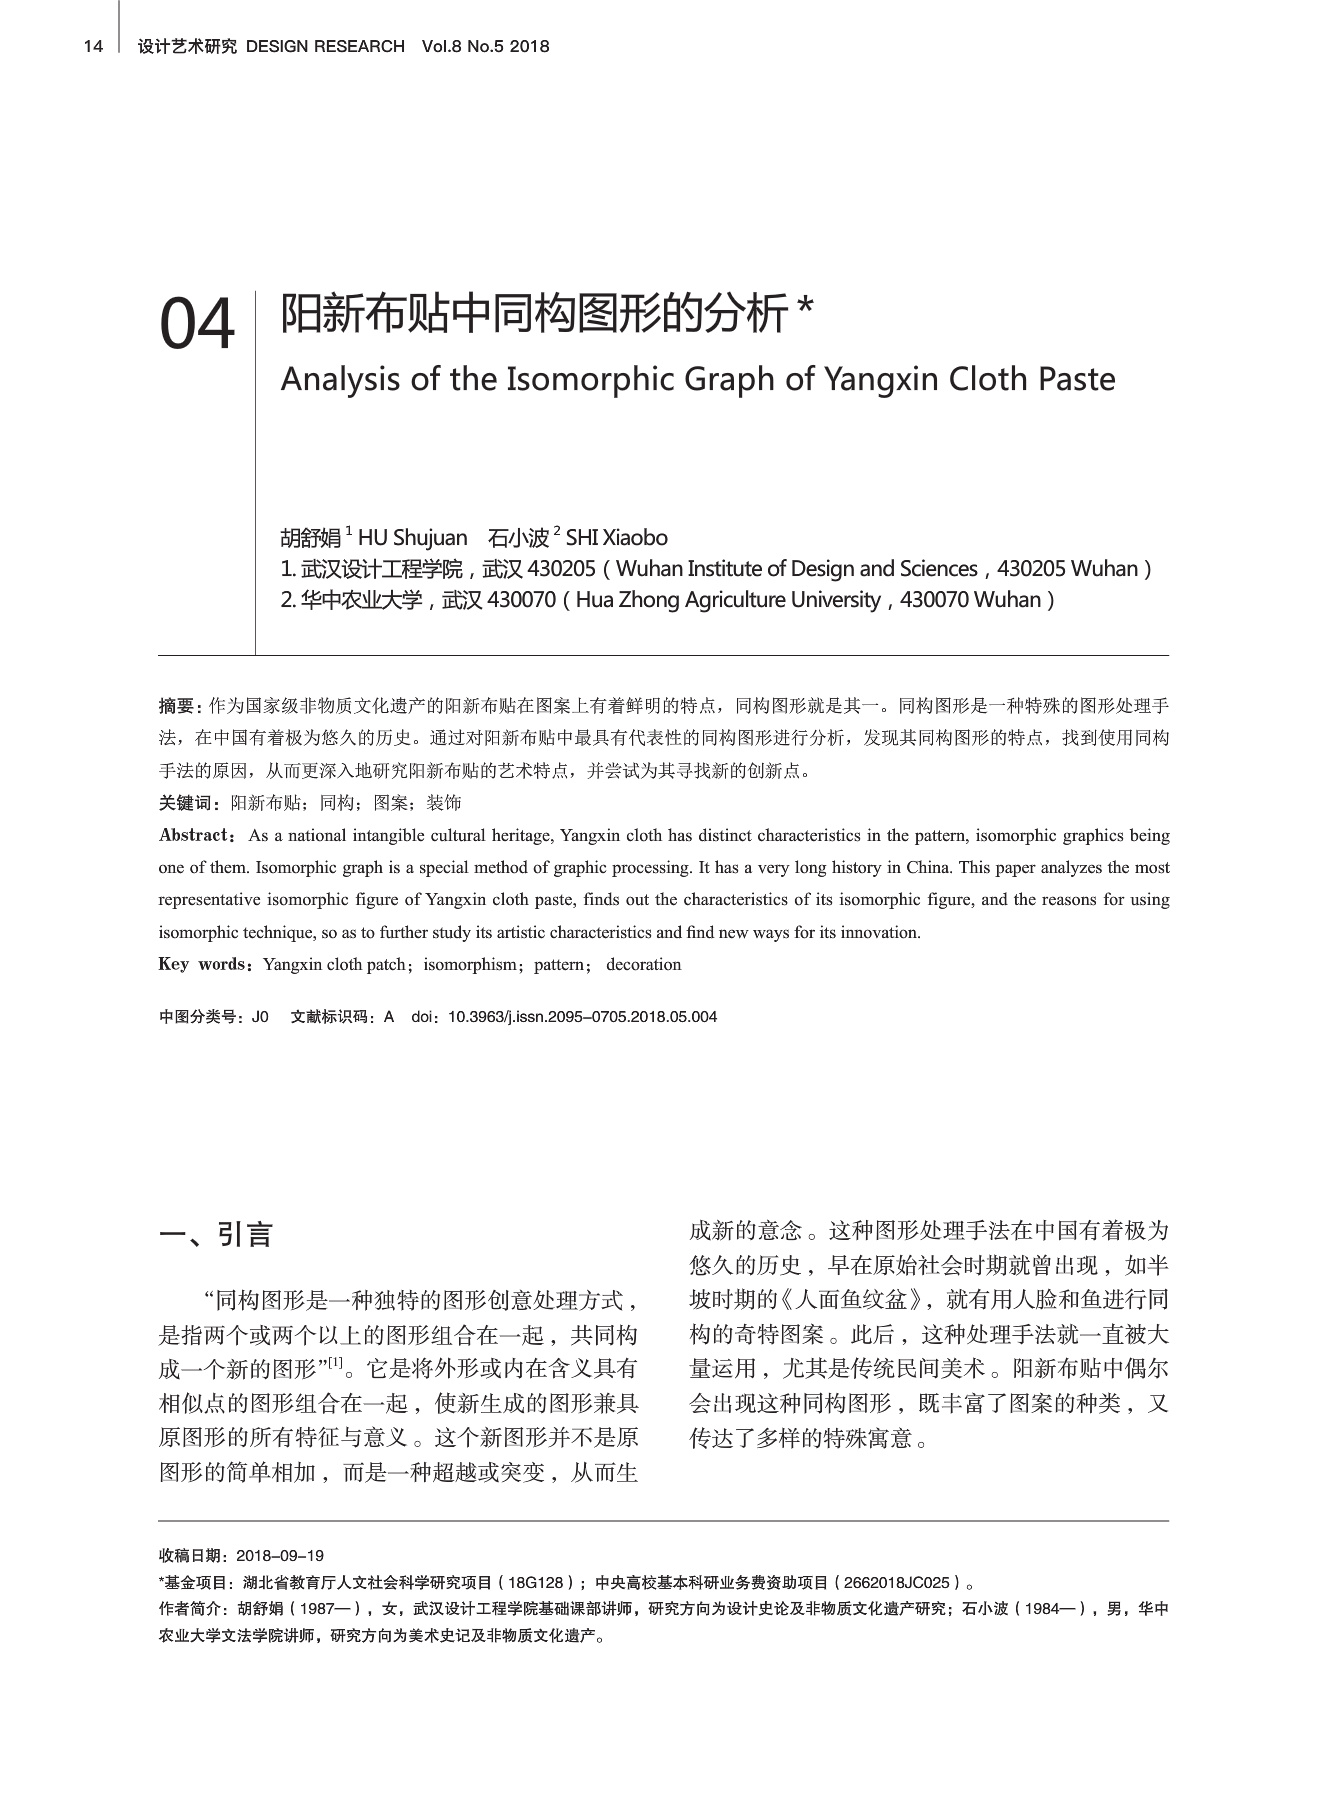 14 设计艺术研究 DESIGN RESEARCH Vol.8 No.5 2018
04
阳新布贴中同构图形的分析*
Analysis of the Isomorphic Graph of Yangxin Cloth Paste
胡舒娟¹ HU Shujuan 石小波² SHI Xiaobo
1. 武汉设计工程学院，武汉 430205（Wuhan Institute of Design and Sciences，430205 Wuhan）
2. 华中农业大学，武汉 430070（Hua Zhong Agriculture University，430070 Wuhan）
摘要：作为国家级非物质文化遗产的阳新布贴在图案上有着鲜明的特点，同构图形就是其一。同构图形是一种特殊的图形处理手
法，在中国有着极为悠久的历史。通过对阳新布贴中最具有代表性的同构图形进行分析，发现其同构图形的特点，找到使用同构
手法的原因，从而更深入地研究阳新布贴的艺术特点，并尝试为其寻找新的创新点。
关键词：阳新布贴；同构；图案；装饰
Abstract： As a national intangible cultural heritage, Yangxin cloth has distinct characteristics in the pattern, isomorphic graphics being
one of them. Isomorphic graph is a special method of graphic processing. It has a very long history in China. This paper analyzes the most
representative isomorphic figure of Yangxin cloth paste, finds out the characteristics of its isomorphic figure, and the reasons for using
isomorphic technique, so as to further study its artistic characteristics and find new ways for its innovation.
Key words：Yangxin cloth patch；isomorphism；pattern； decoration
中图分类号：J0 文献标识码：A doi：10.3963/j.issn.2095-0705.2018.05.004
一、引言
“同构图形是一种独特的图形创意处理方式，
是指两个或两个以上的图形组合在一起，共同构
成一个新的图形”[1]。它是将外形或内在含义具有
相似点的图形组合在一起，使新生成的图形兼具
原图形的所有特征与意义。这个新图形并不是原
图形的简单相加，而是一种超越或突变，从而生
成新的意念。这种图形处理手法在中国有着极为
悠久的历史，早在原始社会时期就曾出现，如半
坡时期的《人面鱼纹盆》，就有用人脸和鱼进行同
构的奇特图案。此后，这种处理手法就一直被大
量运用，尤其是传统民间美术。阳新布贴中偶尔
会出现这种同构图形，既丰富了图案的种类，又
传达了多样的特殊寓意。
收稿日期：2018-09-19
*基金项目：湖北省教育厅人文社会科学研究项目（18G128）；中央高校基本科研业务费资助项目（2662018JC025）。
作者简介：胡舒娟（1987—），女，武汉设计工程学院基础课部讲师，研究方向为设计史论及非物质文化遗产研究；石小波（1984—），男，华中
农业大学文法学院讲师，研究方向为美术史记及非物质文化遗产。